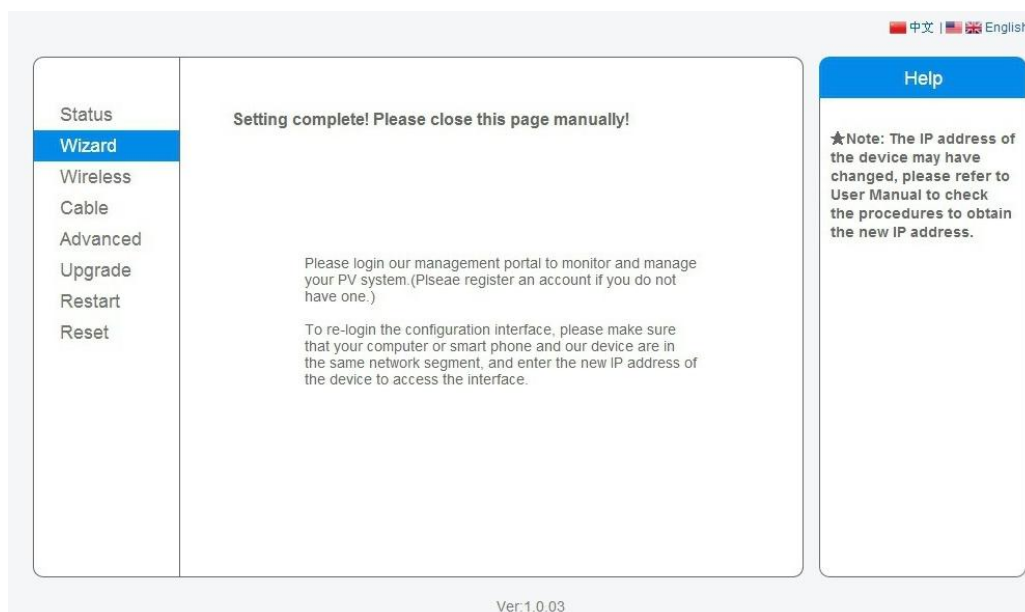 中文 | English
Status
Wizard
Wireless
Cable
Advanced
Upgrade
Restart
Reset
Setting complete! Please close this page manually!
Please login our management portal to monitor and manage
your PV system.(Plseae register an account if you do not
have one.)
To re-login the configuration interface, please make sure
that your computer or smart phone and our device are in
the same network segment, and enter the new IP address of
the device to access the interface.
Help
★Note: The IP address of
the device may have
changed, please refer to
User Manual to check
the procedures to obtain
the new IP address.
Ver:1.0.03